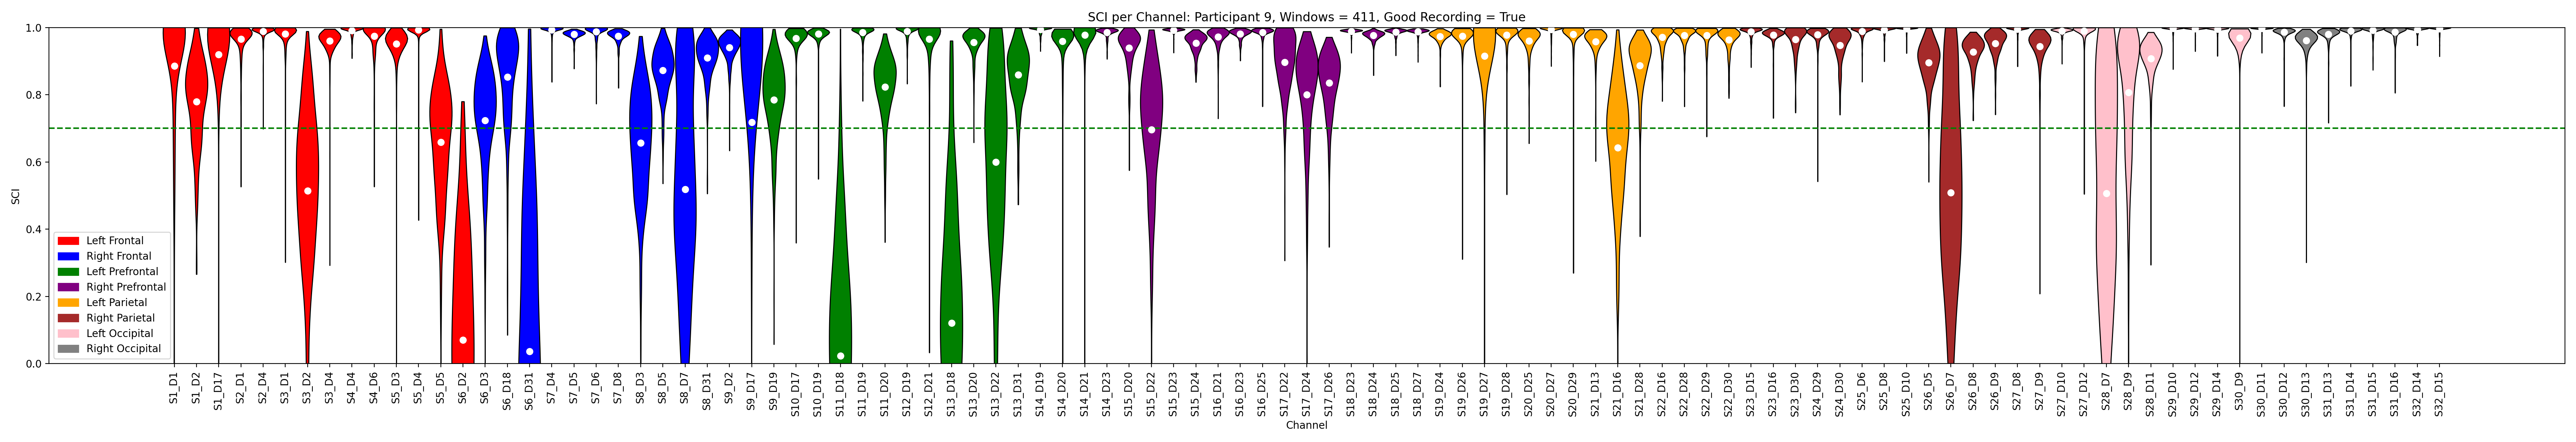 SCI per Channel: Participant 9, Windows = 411, Good Recording = True
1.0
0.8
0.6
0.4
0.2
0.0
SCI
Left Frontal
Right Frontal
Left Prefrontal
Right Prefrontal
Left Parietal
Right Parietal
Left Occipital
Right Occipital
S1_D1
S1_D2
S1_D17
S2_D1
S2_D4
S3_D1
S3_D2
S3_D4
S4_D4
S4_D6
S5_D3
S5_D4
S5_D5
S6_D2
S6_D3
S6_D18
S6_D31
S7_D4
S7_D5
S7_D6
S7_D8
S8_D3
S8_D5
S8_D7
S8_D31
S9_D2
S9_D17
S9_D19
S10_D17
S10_D19
S11_D18
S11_D19
S11_D20
S12_D19
S12_D21
S13_D18
S13_D20
S13_D22
S13_D31
S14_D19
S14_D20
S14_D21
S14_D23
S15_D20
S15_D22
S15_D23
S15_D24
S16_D21
S16_D23
S16_D25
S17_D22
S17_D24
S17_D26
S18_D23
S18_D24
S18_D25
S18_D27
S19_D24
S19_D26
S19_D27
S19_D28
S20_D25
S20_D27
S20_D29
S21_D13
S21_D16
S21_D28
S22_D16
S22_D28
S22_D29
S22_D30
S23_D15
S23_D16
S23_D30
S24_D29
S24_D30
S25_D6
S25_D8
S25_D10
S26_D5
S26_D7
S26_D8
S26_D9
S27_D8
S27_D9
S27_D10
S27_D12
S28_D7
S28_D9
S28_D11
S29_D10
S29_D12
S29_D14
S30_D9
S30_D11
S30_D12
S30_D13
S31_D13
S31_D14
S31_D15
S31_D16
S32_D14
S32_D15
Channel